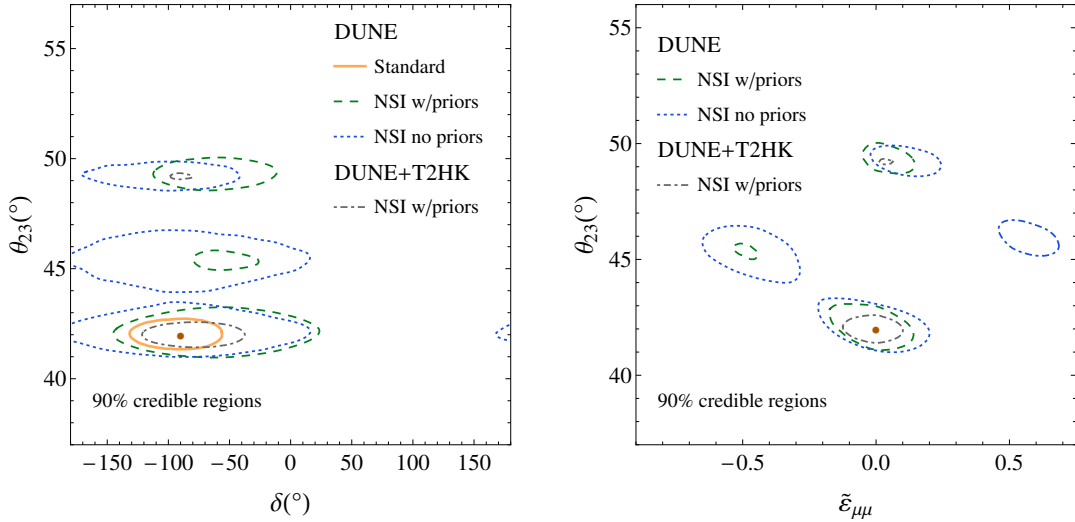 DUNE
Standard
NSI w/priors
NSI no priors
DUNE+T2HK
NSI w/priors
90% credible regions
55
50
45
40
θ23(°)
−150 −100 −50 0 50 100 150
δ(°)
DUNE
NSI w/priors
NSI no priors
DUNE+T2HK
NSI w/priors
90% credible regions
55
50
45
40
θ23(°)
−0.5 0.0 0.5
ε̃μμ